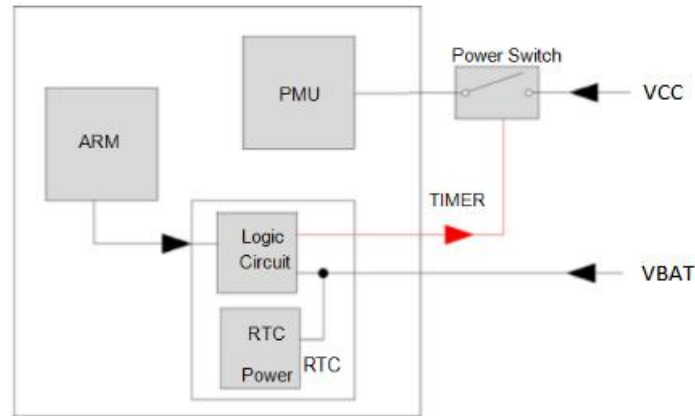 Power Switch
PMU
VCC
ARM
TIMER
Logic
Circuit
VBAT
RTC
Power
RTC